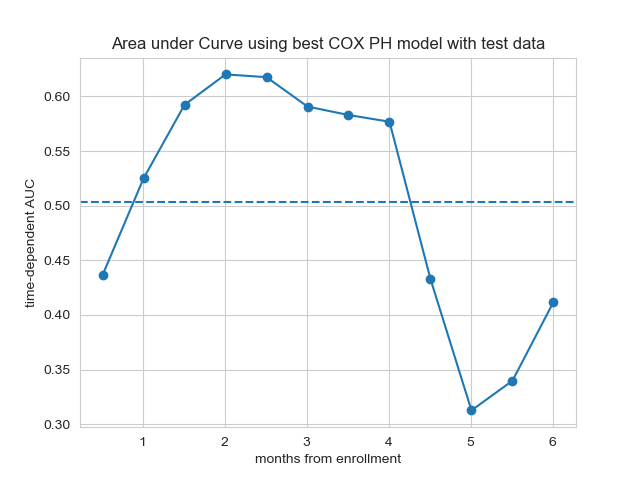 Area under Curve using best COX PH model with test data
time-dependent AUC
0.60
0.55
0.50
0.45
0.40
0.35
0.30
1 2 3 4 5 6
months from enrollment